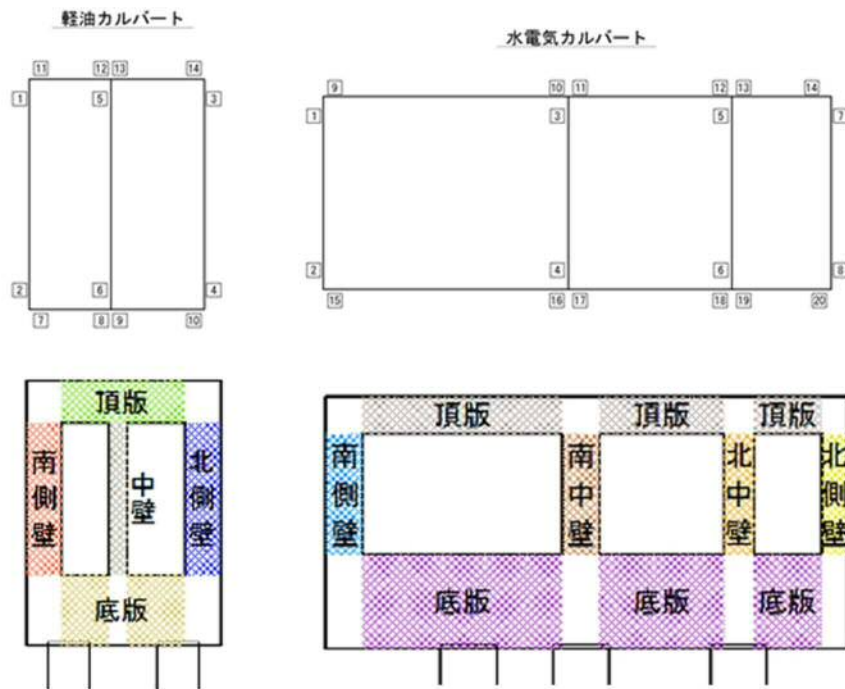 軽油カルバート
11 12 13 14
1 5 3
2 6 4
7 8 9 10
水電気カルバート
9 10 11 12 13 14
1 3 5 7
2 4 6 8
15 16 17 18 19 20
頂版
南側壁
中壁
北側壁
底版
頂版 頂版 頂版
南側壁
南中壁
北中壁
北側壁
底版 底版 底版